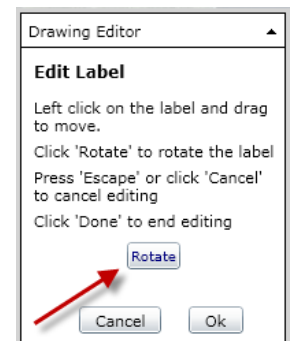 Drawing Editor
Edit Label
Left click on the label and drag
to move.
Click 'Rotate' to rotate the label
Press 'Escape' or click 'Cancel'
to cancel editing
Click 'Done' to end editing
Rotate
Cancel Ok